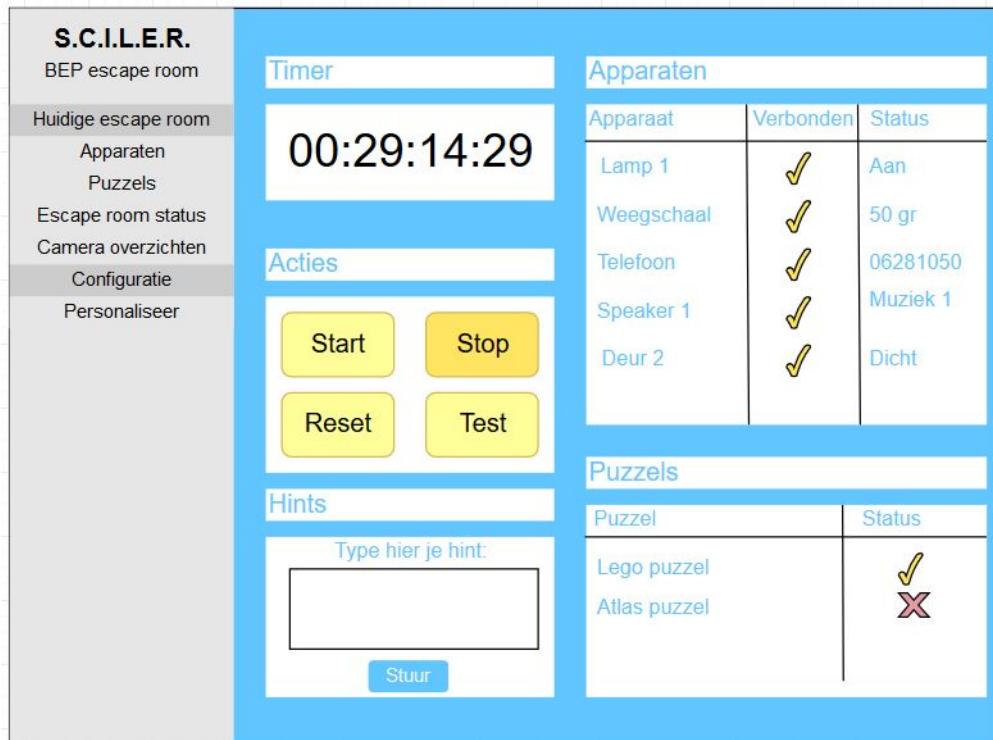 S.C.I.L.E.R.
BEP escape room
Huidige escape room
Apparaten
Puzzels
Escape room status
Camera overzichten
Configuratie
Personaliseer
Timer
00:29:14:29
Acties
Start Stop
Reset Test
Hints
Type hier je hint:
Stuur
Apparaten
Apparaat Verbonden Status
Lamp 1 Aan
Weegschaal 50 gr
Telefoon 06281050
Speaker 1 Muziek 1
Deur 2 Dicht
Puzzels
Puzzel Status
Lego puzzel
Atlas puzzel